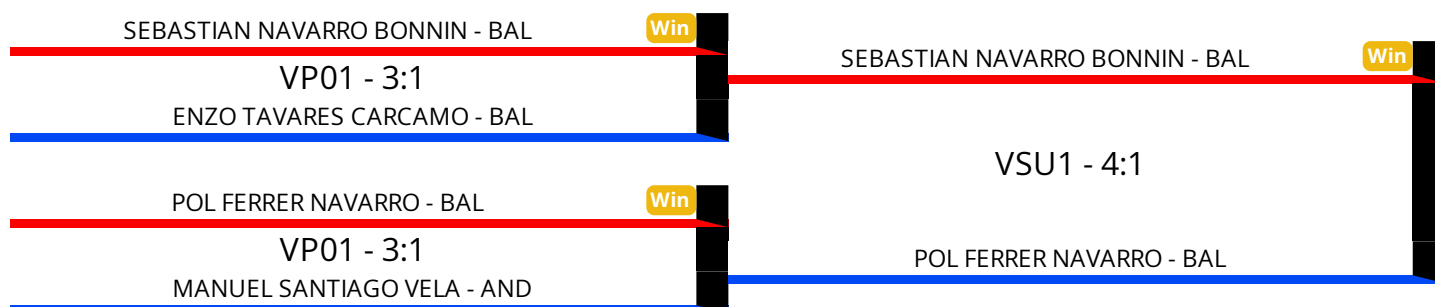 SEBASTIAN NAVARRO BONNIN - BAL
Win
VP01 - 3:1
ENZO TAVARES CARCAMO - BAL
POL FERRER NAVARRO - BAL
Win
VP01 - 3:1
MANUEL SANTIAGO VELA - AND
SEBASTIAN NAVARRO BONNIN - BAL
Win
VSU1 - 4:1
POL FERRER NAVARRO - BAL